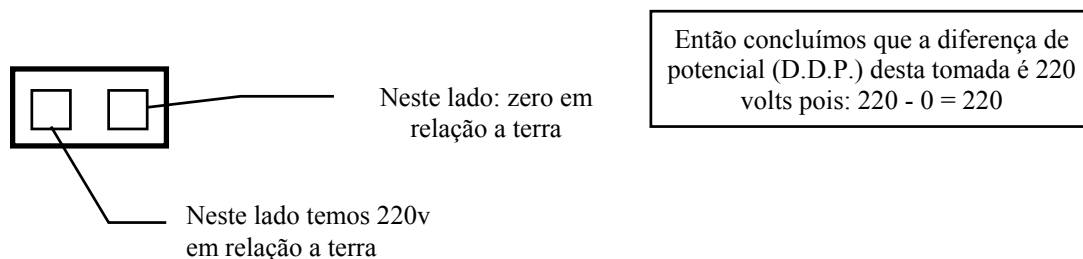 Neste lado: zero em
relação a terra
Neste lado temos 220v
em relação a terra
Então concluímos que a diferença de
potencial (D.D.P.) desta tomada é 220
volts pois: 220 - 0 = 220